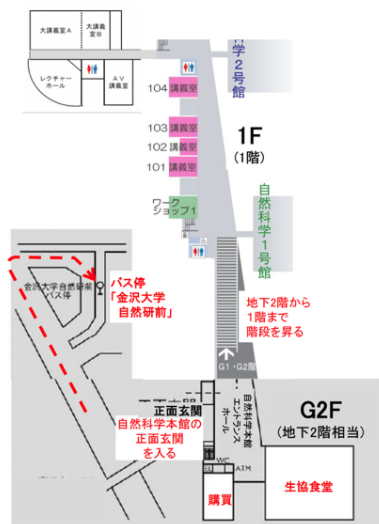 大講義室A
大講義
室B
レクチャー
ホール
AV
講義室
学2号館
104 講義室
103 講義室
102 講義室
101 講義室
ワーク
ショップ1
1F
(1階)
自然科学1号館
バス停
「金沢大学
自然研前」
金沢大学自然研前
バス停
地下2階から
1階まで
階段を昇る
G1・G2階
正面玄関
自然科学本館の
正面玄関
を入る
自然科学本館
エントランス
ホール
G2F
(地下2階相当)
WC
ATM
購買
生協食堂